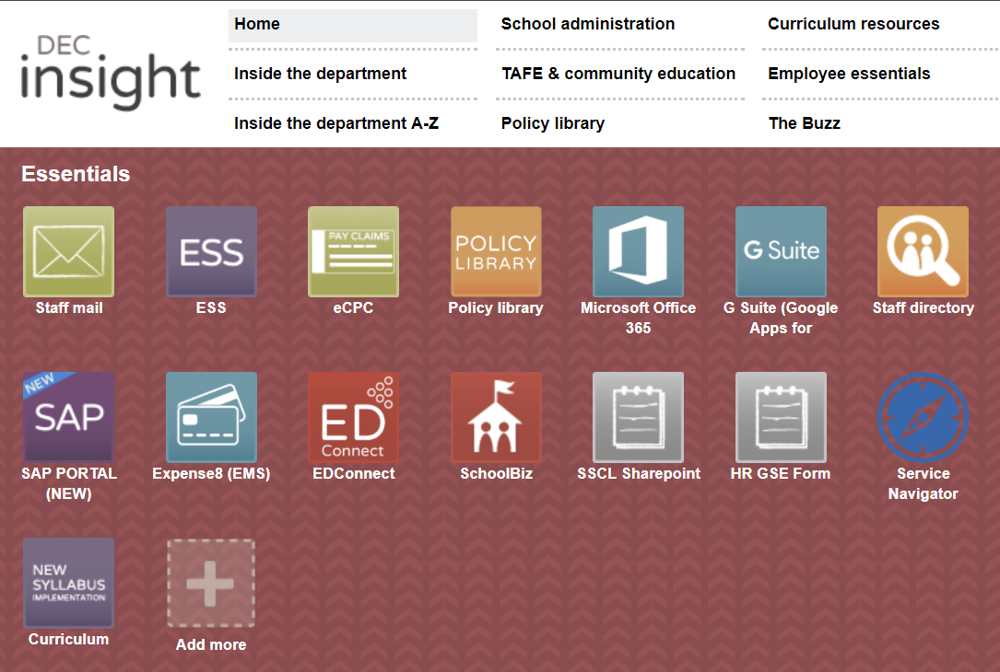 DEC
insight
Home
School administration
Curriculum resources
Inside the department
TAFE & community education
Employee essentials
Inside the department A-Z
Policy library
The Buzz
Essentials
Staff mail
ESS
ESS
PAY CLAIMS
eCPC
POLICY
LIBRARY
Policy library
Microsoft Office
365
G Suite
G Suite (Google
Apps for
Staff directory
NEW
SAP
SAP PORTAL
(NEW)
Expense8 (EMS)
ED
Connect
EDConnect
SchoolBiz
SSCL Sharepoint
HR GSE Form
Service
Navigator
NEW
SYLLABUS
IMPLEMENTATION
Curriculum
Add more